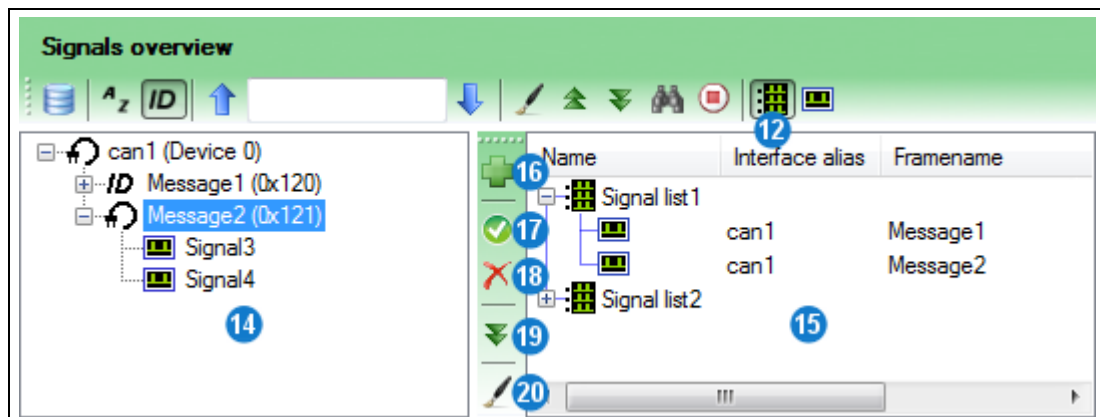 Signals overview
A Z ID
12
can1 (Device 0)
ID Message1 (0x120)
Message2 (0x121)
Signal3
Signal4
14
16
17
18
19
20
Name Interface alias Framename
Signal list1
can1 Message1
can1 Message2
Signal list2
15